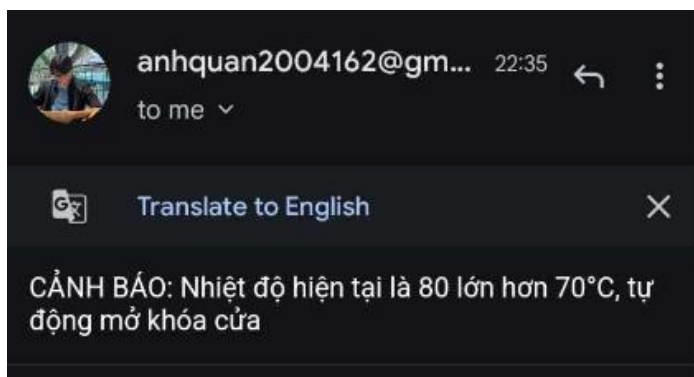 anhquan2004162@gm... 22:35
to me
Translate to English
CẢNH BÁO: Nhiệt độ hiện tại là 80 lớn hơn 70°C, tự
động mở khóa cửa